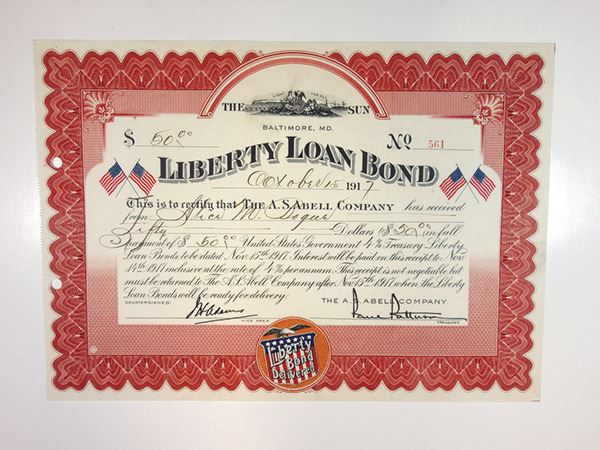 LIGHT FOR ALL
THE SUN
BALTIMORE, MD.
$ 50.00 No 561
LIBERTY LOAN BOND
October 15 1917
This is to certify that THE A. S. ABELL COMPANY has received
from Alice M.
Fifty Dollars ($ 50.00 in full
payment of $ 50.00 United States Government 4% Treasury Liberty
Loan Bonds to be dated Nov. 15th 1917. Interest will be paid on this receipt to Nov.
14th 1917 inclusive at the rate of 4% per annum. This receipt is not negotiable but
must be returned to The A.S. Abell Company after Nov. 15th 1917 when the Liberty
Loan Bonds will be ready for delivery.
COUNTERSIGNED: THE A. S. ABELL COMPANY.
Adams
VICE PRES. TREASURER.
Liberty
Bond
Delivered